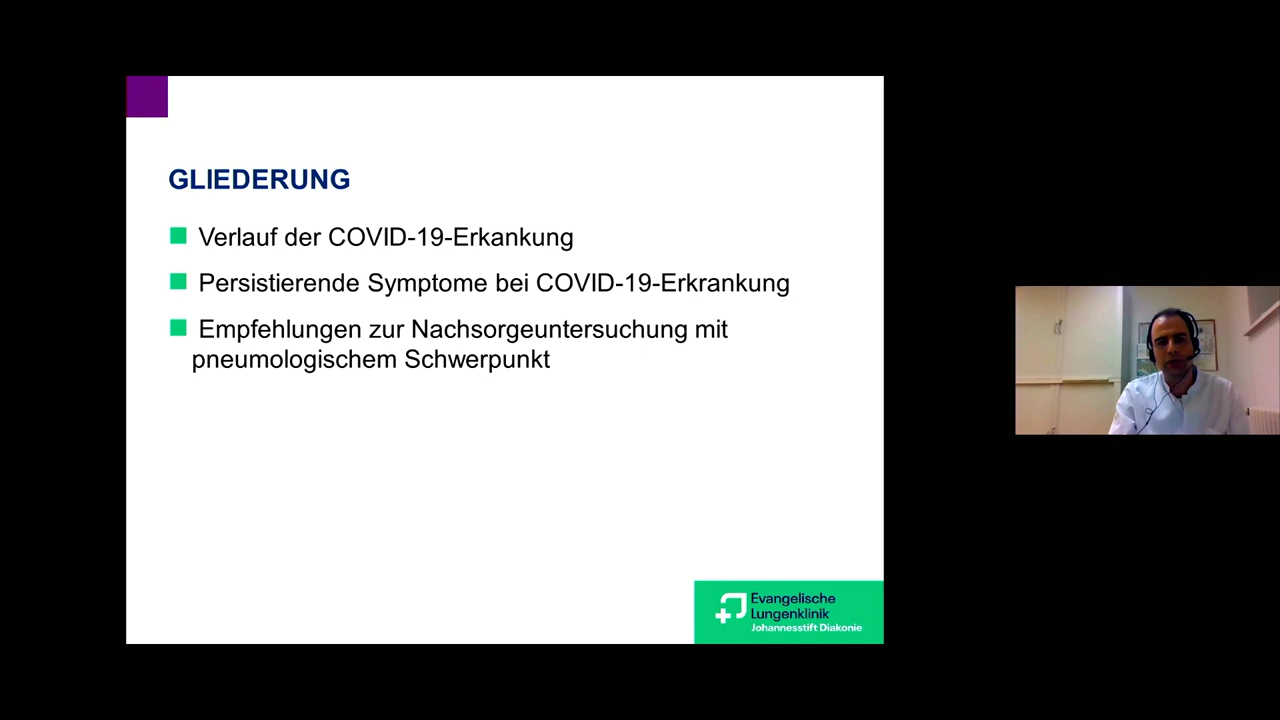 GLIEDERUNG
Verlauf der COVID-19-Erkankung
Persistierende Symptome bei COVID-19-Erkrankung
Empfehlungen zur Nachsorgeuntersuchung mit
pneumologischem Schwerpunkt
Evangelische
Lungenklinik
Johannesstift Diakonie